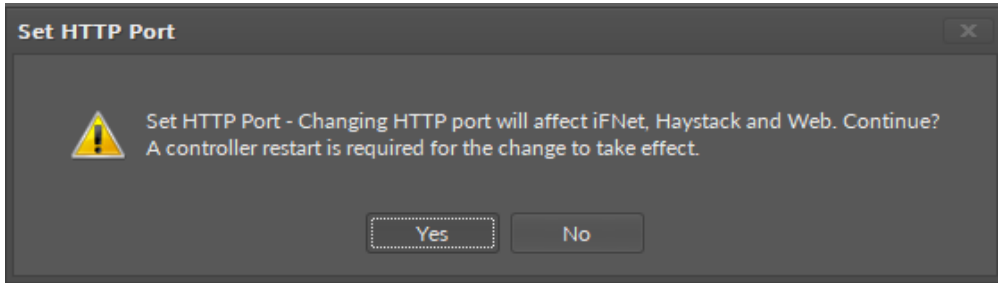 Set HTTP Port
Set HTTP Port - Changing HTTP port will affect iFNet, Haystack and Web. Continue?
A controller restart is required for the change to take effect.
Yes
No